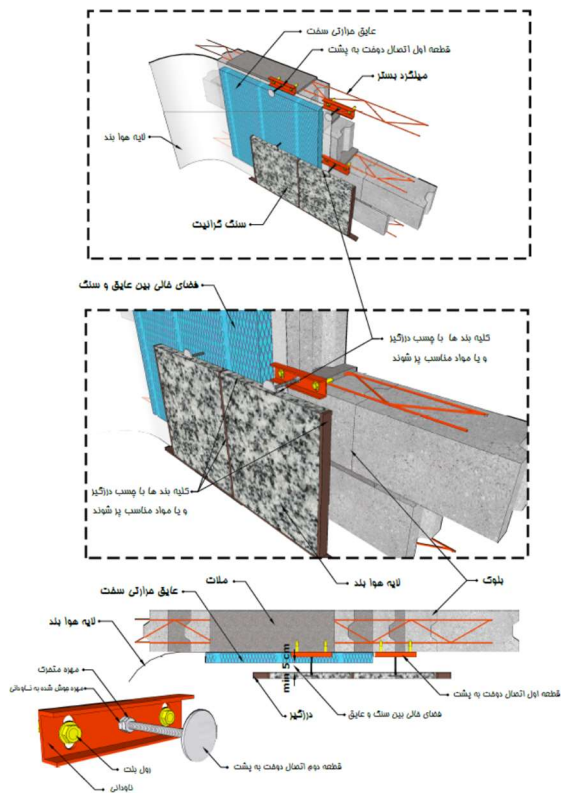 عایق حرارتی سخت
قطعه اول اتصال دوخت به پشت
میلگرد بستر
لایه هوا بند
سنگ گرانیت
فضای خالی بین عایق و سنگ
کلیه بند ها با چسب درزگیر
و یا مواد مناسب پر شوند
کلیه بند ها با چسب درزگیر
و یا مواد مناسب پر شوند
لایه هوا بند
بلوک
ملات
عایق حرارتی سخت
لایه هوا بند
مهره متحرک
مهره جوش شده به ناودانی
min 5 cm
قطعه اول اتصال دوخت به پشت
درزگیر
فضای خالی بین سنگ و عایق
رول بلت
قطعه دوم اتصال دوخت به پشت
ناودانی